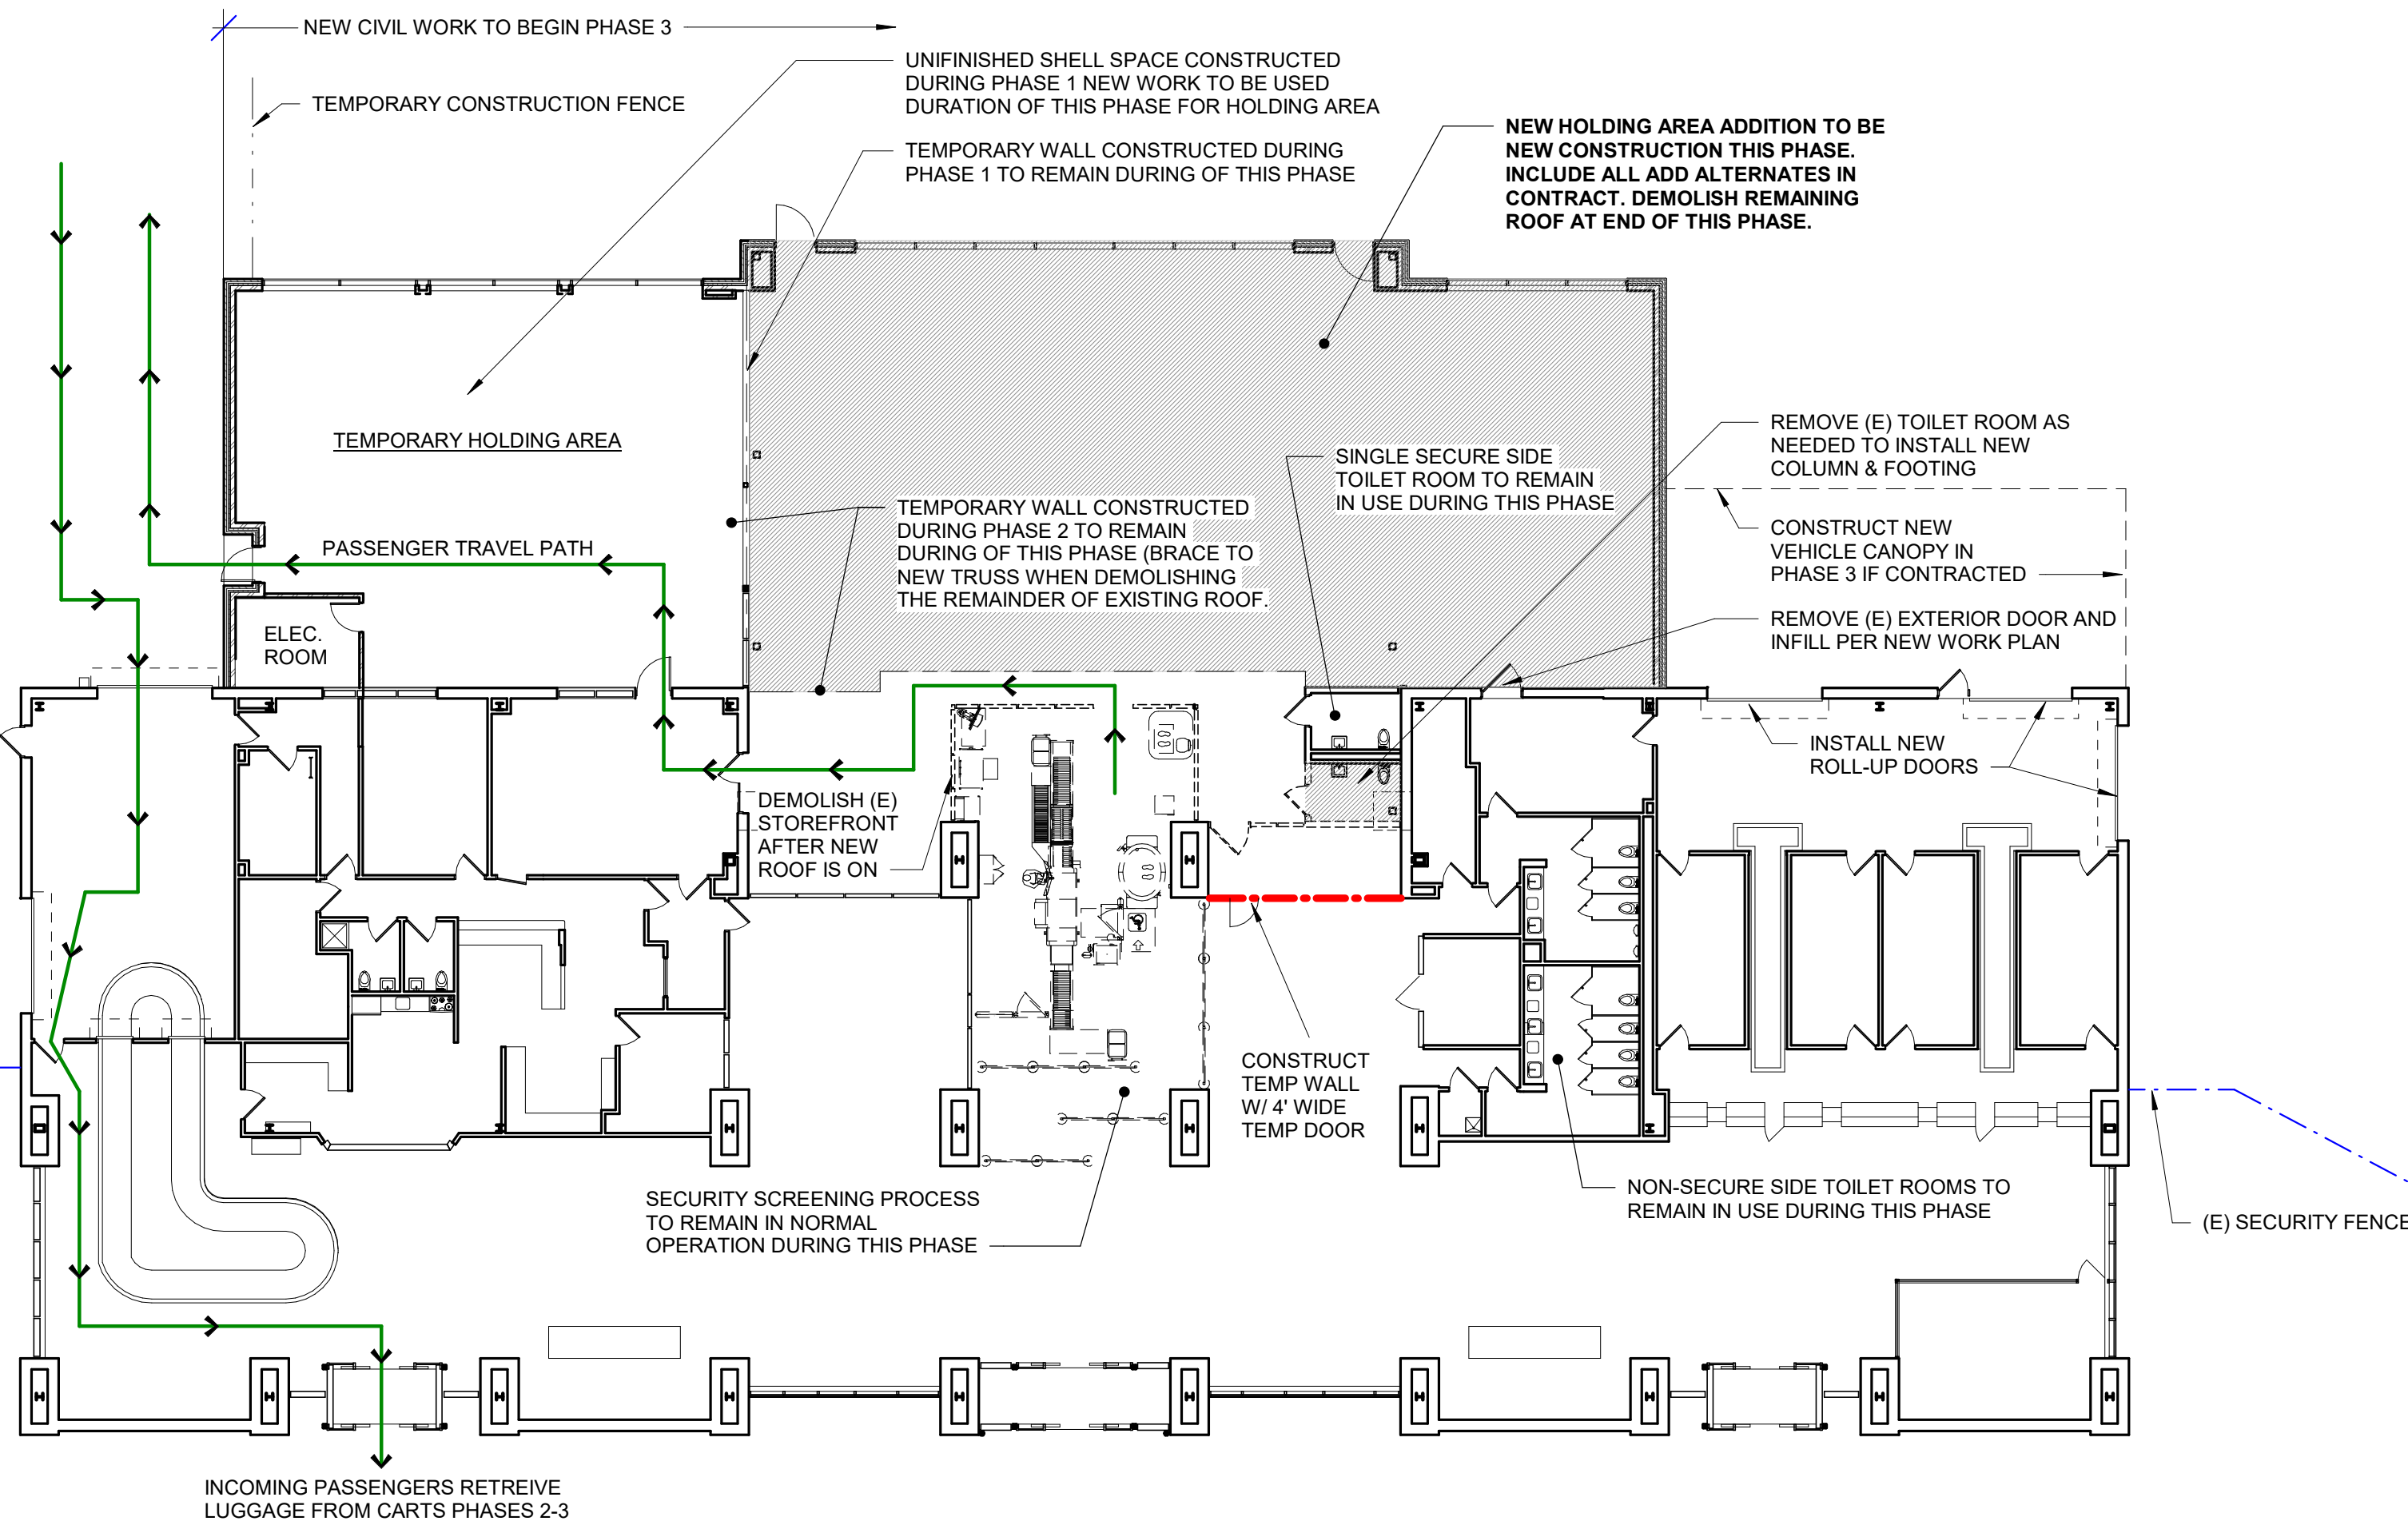 NEW CIVIL WORK TO BEGIN PHASE 3
TEMPORARY CONSTRUCTION FENCE
UNIFINISHED SHELL SPACE CONSTRUCTED
DURING PHASE 1 NEW WORK TO BE USED
DURATION OF THIS PHASE FOR HOLDING AREA
TEMPORARY WALL CONSTRUCTED DURING
PHASE 1 TO REMAIN DURING OF THIS PHASE
NEW HOLDING AREA ADDITION TO BE
NEW CONSTRUCTION THIS PHASE.
INCLUDE ALL ADD ALTERNATES IN
CONTRACT. DEMOLISH REMAINING
ROOF AT END OF THIS PHASE.
TEMPORARY HOLDING AREA
SINGLE SECURE SIDE
TOILET ROOM TO REMAIN
IN USE DURING THIS PHASE
REMOVE (E) TOILET ROOM AS
NEEDED TO INSTALL NEW
COLUMN & FOOTING
TEMPORARY WALL CONSTRUCTED
DURING PHASE 2 TO REMAIN
DURING OF THIS PHASE (BRACE TO
NEW TRUSS WHEN DEMOLISHING
THE REMAINDER OF EXISTING ROOF.
CONSTRUCT NEW
VEHICLE CANOPY IN
PHASE 3 IF CONTRACTED
PASSENGER TRAVEL PATH
REMOVE (E) EXTERIOR DOOR AND
INFILL PER NEW WORK PLAN
ELEC.
ROOM
INSTALL NEW
ROLL-UP DOORS
DEMOLISH (E)
STOREFRONT
AFTER NEW
ROOF IS ON
CONSTRUCT
TEMP WALL
W/ 4' WIDE
TEMP DOOR
SECURITY SCREENING PROCESS
TO REMAIN IN NORMAL
OPERATION DURING THIS PHASE
NON-SECURE SIDE TOILET ROOMS TO
REMAIN IN USE DURING THIS PHASE
(E) SECURITY FENCE
INCOMING PASSENGERS RETREIVE
LUGGAGE FROM CARTS PHASES 2-3